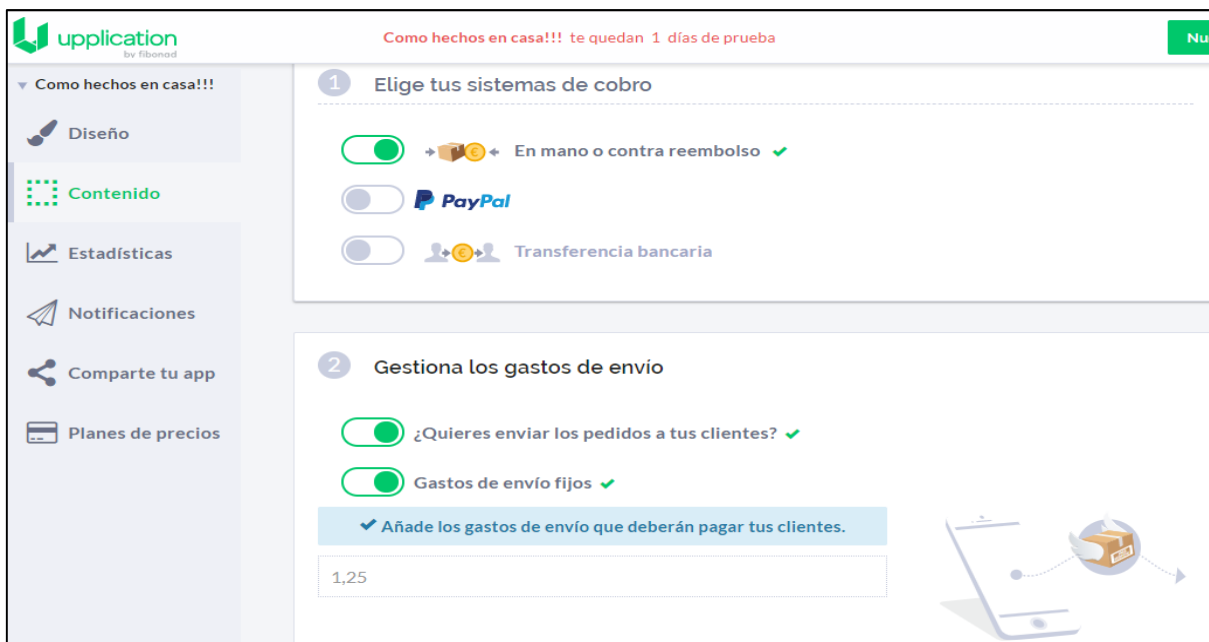 upplication
by fibonad
Como hechos en casa!!! te quedan 1 días de prueba
Nu
Como hechos en casa!!!
Diseño
Contenido
Estadísticas
Notificaciones
Comparte tu app
Planes de precios
1 Elige tus sistemas de cobro
En mano o contra reembolso
PayPal
Transferencia bancaria
2 Gestiona los gastos de envío
¿Quieres enviar los pedidos a tus clientes?
Gastos de envío fijos
Añade los gastos de envío que deberán pagar tus clientes.
1,25